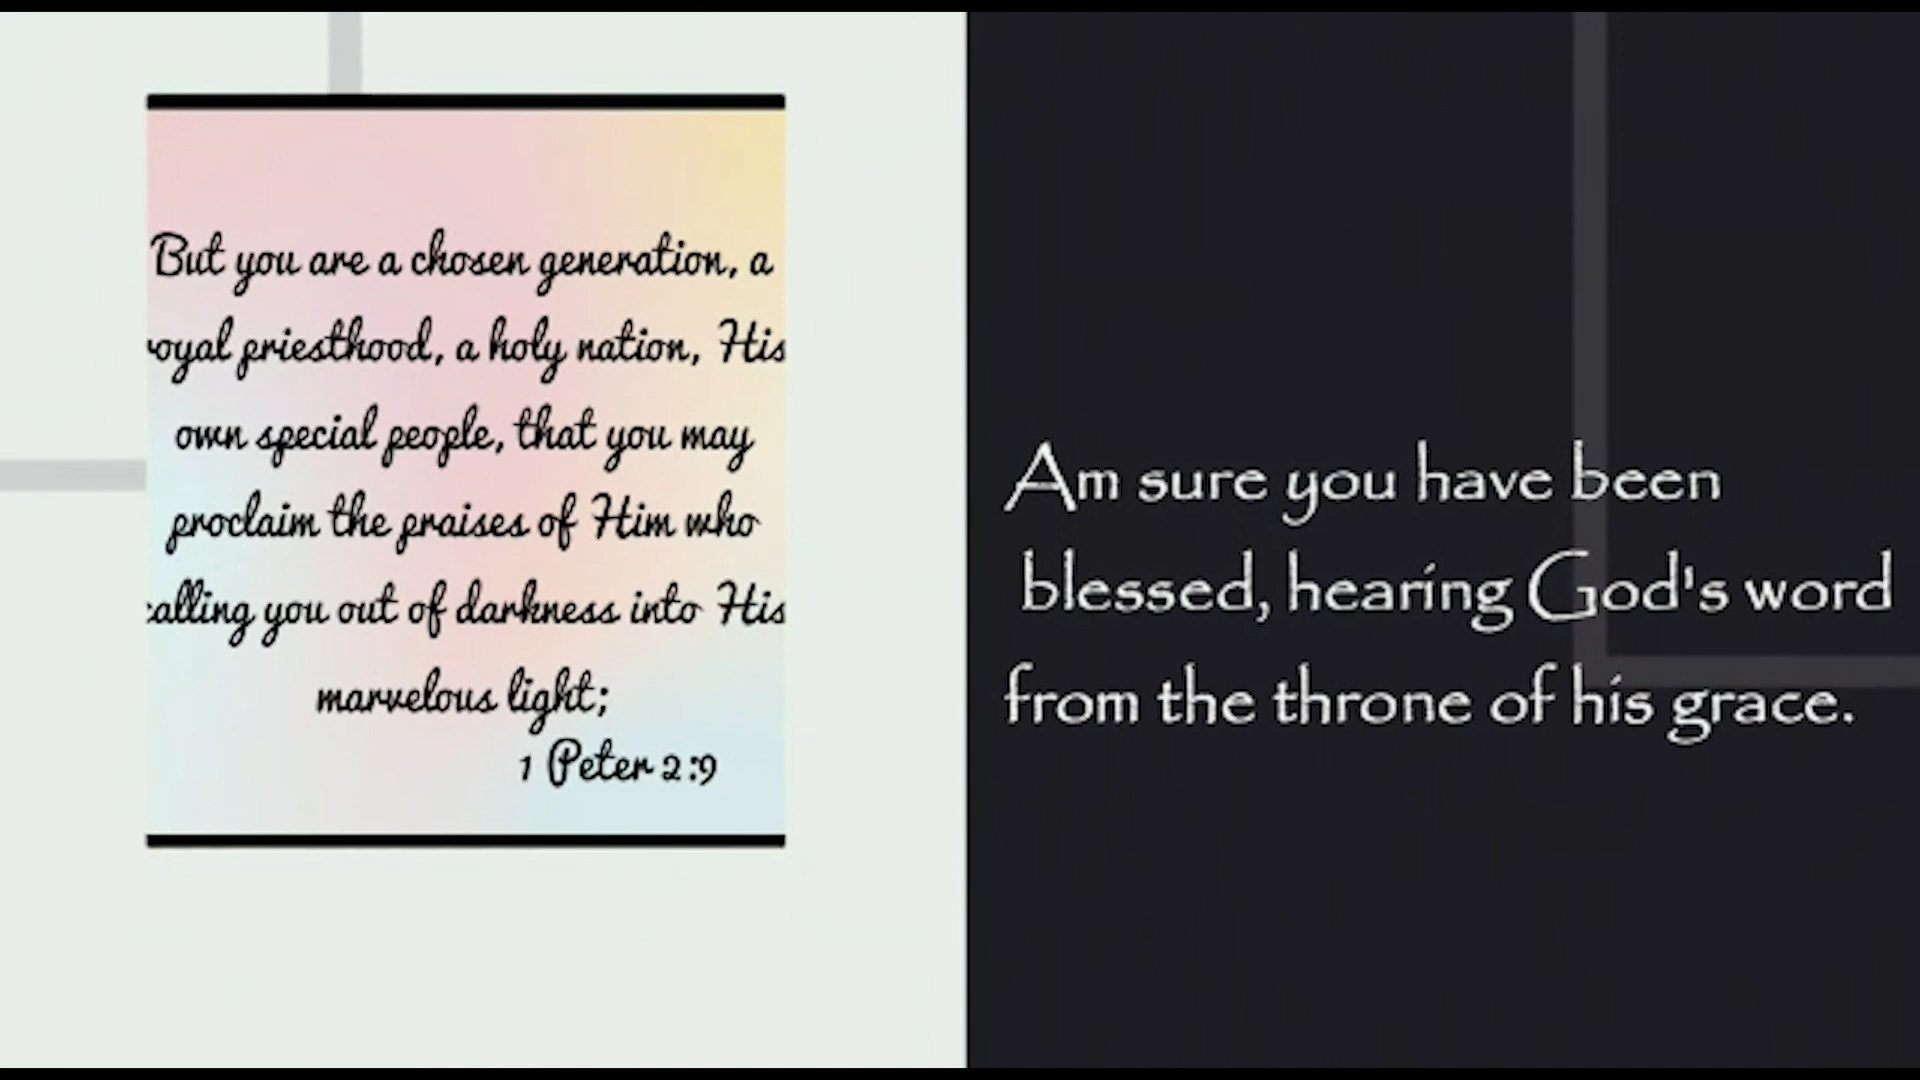 But you are a chosen generation, a
royal priesthood, a holy nation, His
own special people, that you may
proclaim the praises of Him who
calling you out of darkness into His
marvelous light;
1 Peter 2:9
Am sure you have been
blessed, hearing God's word
from the throne of his grace.